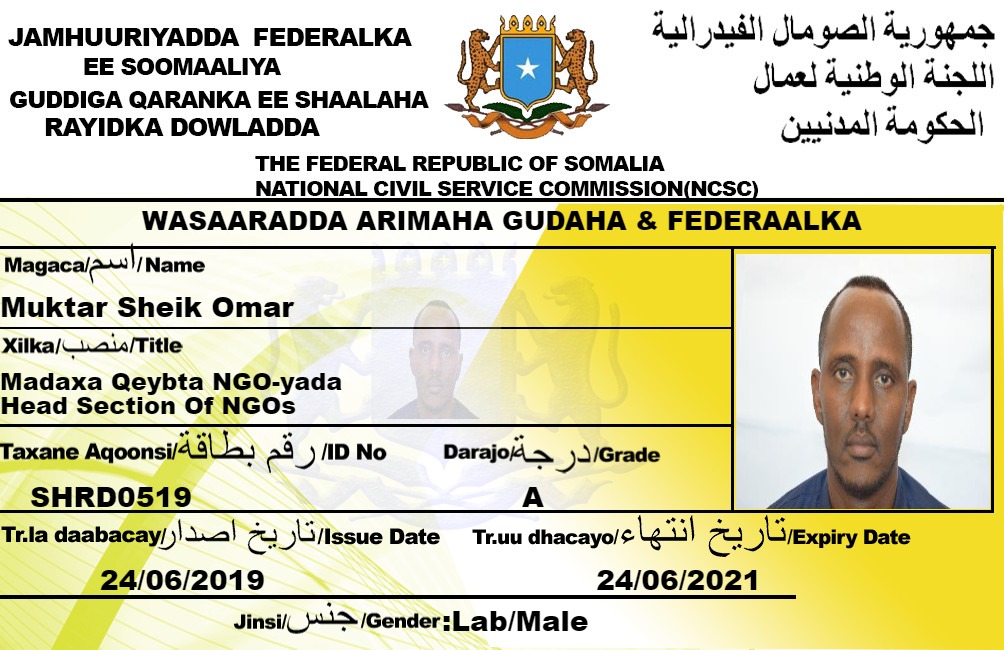 JAMHUURIYADDA FEDERALKA
EE SOOMAALIYA
GUDDIGA QARANKA EE SHAALAHA
RAYIDKA DOWLADDA
جمهورية الصومال الفيدرالية
اللجنة الوطنية لعمال
الحكومة المدنيين
THE FEDERAL REPUBLIC OF SOMALIA
NATIONAL CIVIL SERVICE COMMISSION(NCSC)
WASAARADDA ARIMAHA GUDAHA & FEDERAALKA
Magaca/اسم/Name
Muktar Sheik Omar
Xilka/منصب/Title
Madaxa Qeybta NGO-yada
Head Section Of NGOs
Taxane Aqoonsi/رقم بطاقة/ID No Darajo/درجة/Grade
SHRD0519 A
Tr.la daabacay/تاريخ اصدار/Issue Date Tr.uu dhacayo/تاريخ انتهاء/Expiry Date
24/06/2019 24/06/2021
Jinsi/جنس/Gender:Lab/Male